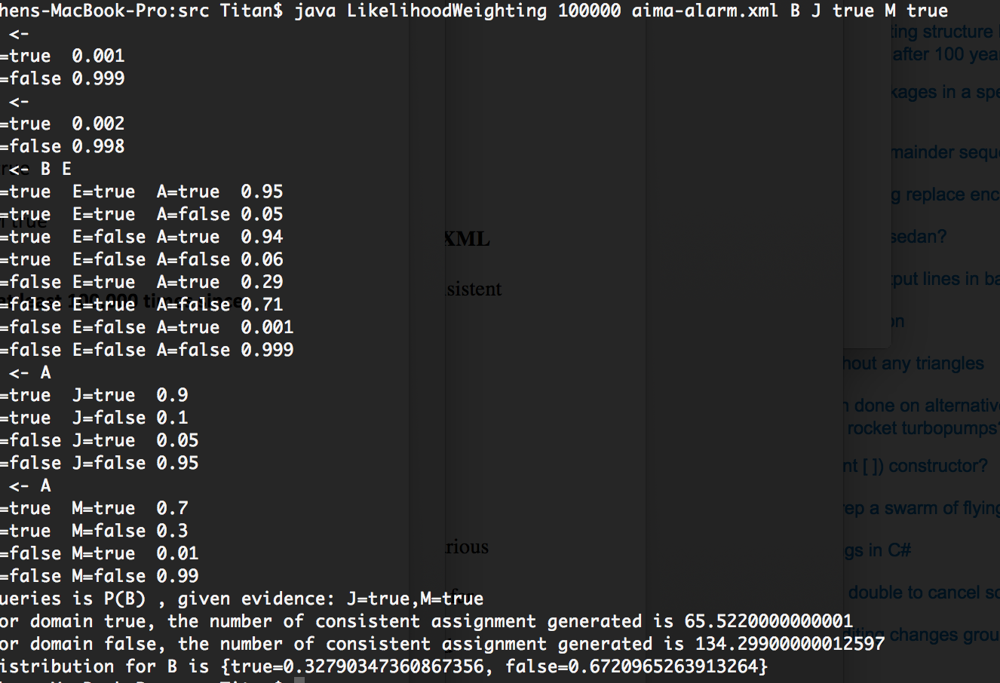 hens-MacBook-Pro:src Titan$ java LikelihoodWeighting 100000 aima-alarm.xml B J true M true
<-
=true 0.001
=false 0.999
<-
=true 0.002
=false 0.998
<- B E
=true E=true A=true 0.95
=true E=true A=false 0.05
=true E=false A=true 0.94
=true E=false A=false 0.06
=false E=true A=true 0.29
=false E=true A=false 0.71
=false E=false A=true 0.001
=false E=false A=false 0.999
<- A
=true J=true 0.9
=true J=false 0.1
=false J=true 0.05
=false J=false 0.95
<- A
=true M=true 0.7
=true M=false 0.3
=false M=true 0.01
=false M=false 0.99
ueries is P(B) , given evidence: J=true,M=true
or domain true, the number of consistent assignment generated is 65.5220000000001
or domain false, the number of consistent assignment generated is 134.29900000012597
istribution for B is {true=0.32790347360867356, false=0.6720965263913264}
XML
sistent
rious
ting structure
after 100 yea
kages in a spe
mainder sequ
g replace enc
sedan?
tput lines in ba
on
hout any triangles
n done on alternativ
rocket turbopumps?
nt [ ]) constructor?
rep a swarm of flying
gs in C#
double to cancel so
diting changes grou